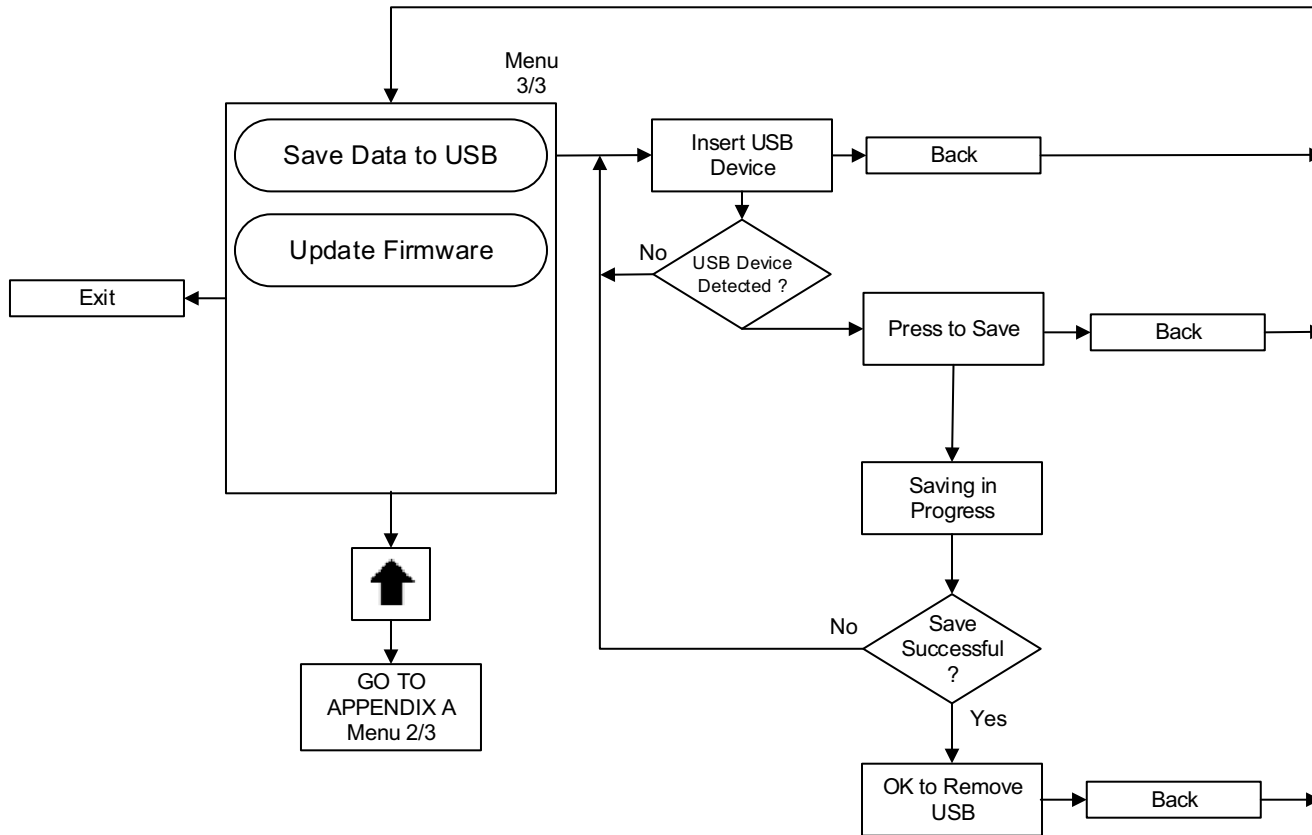 Menu
3/3
Save Data to USB
Insert USB
Device
Back
Update Firmware
No
USB Device
Detected ?
Exit
Press to Save
Back
Saving in
Progress
No
Save
Successful
?
GO TO
APPENDIX A
Menu 2/3
Yes
OK to Remove
USB
Back